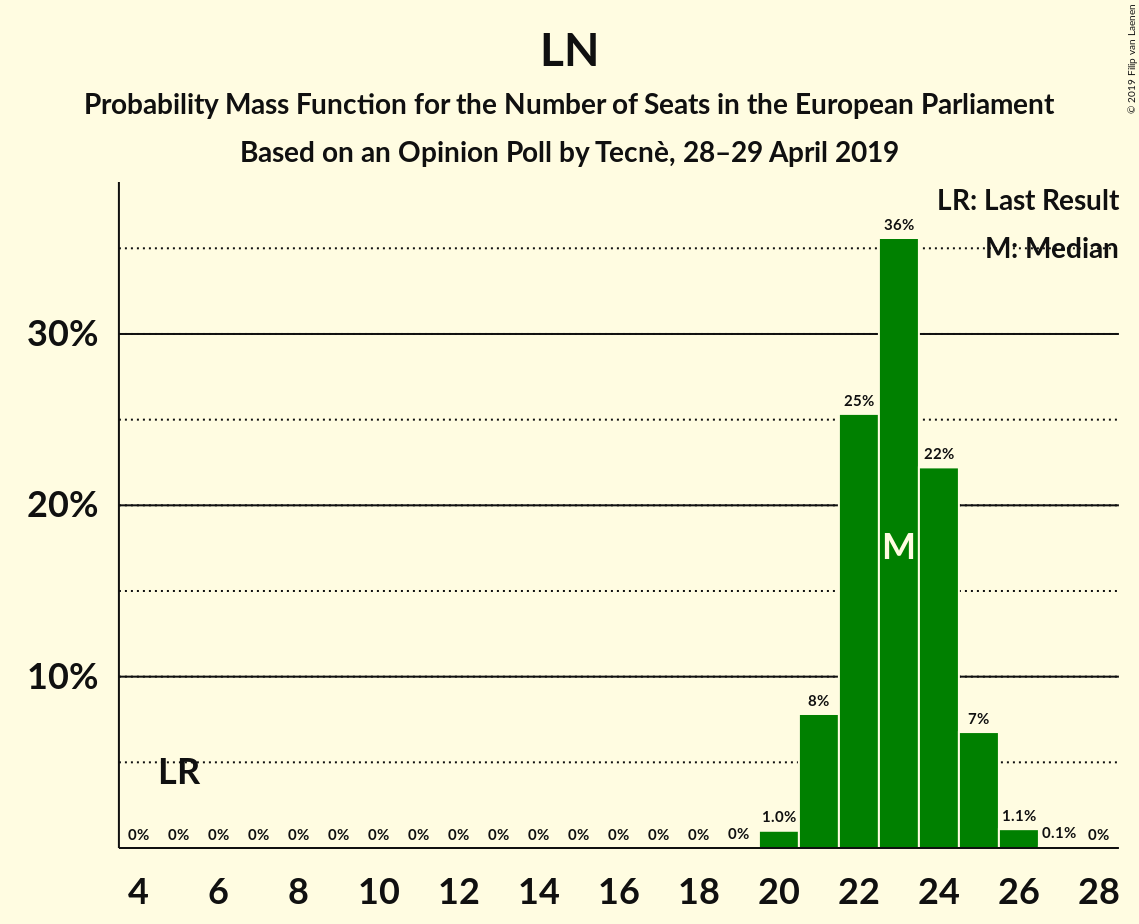 LN
Probability Mass Function for the Number of Seats in the European Parliament
Based on an Opinion Poll by Tecnè, 28–29 April 2019
© 2019 Filip van Laenen
LR: Last Result
M: Median
36%
30%
25%
22%
20%
M
10%
8%
7%
LR
0% 0% 0% 0% 0% 0% 0% 0% 0% 0% 0% 0% 0% 0% 0% 0% 1.0% 1.1% 0.1% 0%
4 6 8 10 12 14 16 18 20 22 24 26 28